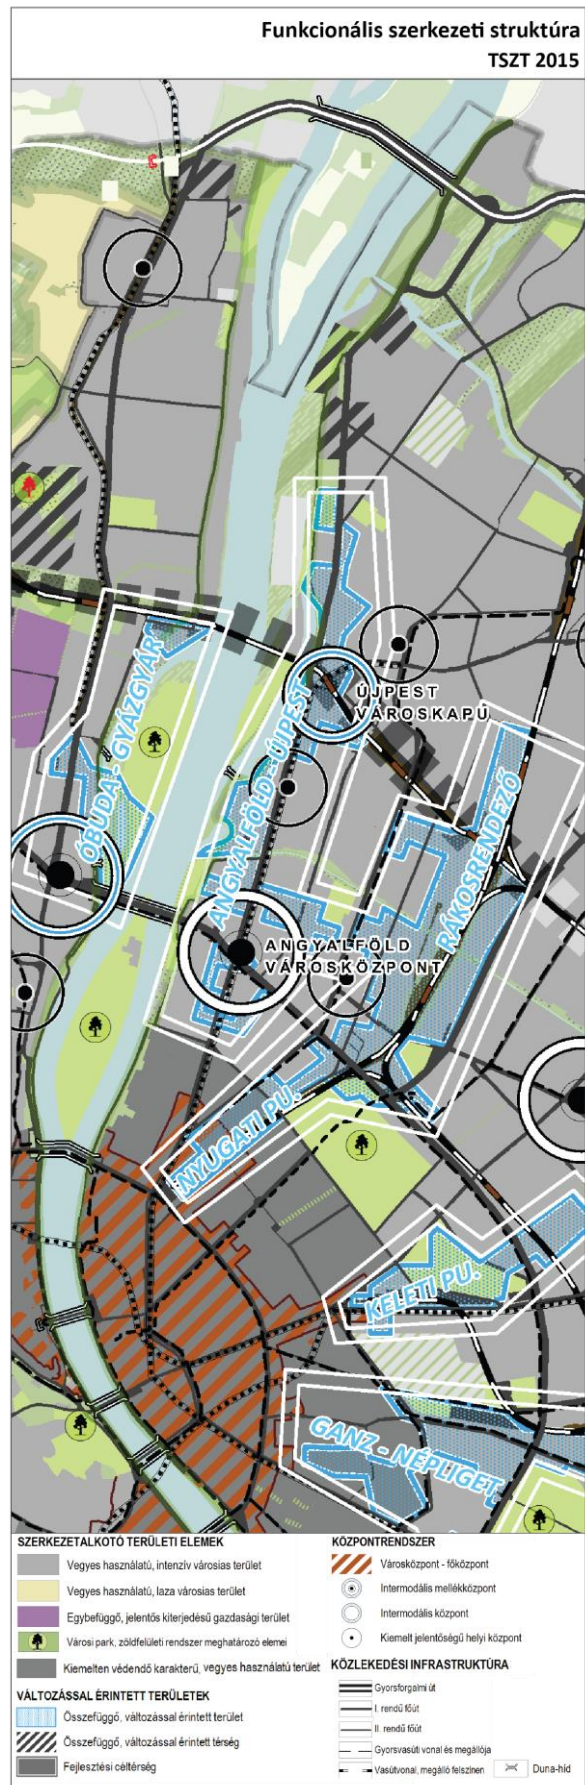 Funkcionális szerkezeti struktúra
TSZT 2015
ÓBUDA - GYÁZGYÁR
ANGYALFÖLD - ÚJPEST
ÚJPEST
VÁROSKAPU
RÁKOSRENDEZŐ
ANGYALFÖLD
VÁROSKÖZPONT
NYUGATI PU.
KELETI PU.
GANZ - NÉPLIGET
SZERKEZETALKOTÓ TERÜLETI ELEMEK
Vegyes használatú, intenzív városias terület
Vegyes használatú, laza városias terület
Egybefüggő, jelentős kiterjedésű gazdasági terület
Városi park, zöldfelületi rendszer meghatározó elemei
Kiemelten védendő karakterű, vegyes használatú terület
VÁLTOZÁSSAL ÉRINTETT TERÜLETEK
Összefüggő, változással érintett terület
Összefüggő, változással érintett térség
Fejlesztési céltérség
KÖZPONTRENDSZER
Városközpont - főközpont
Intermodális mellékközpont
Intermodális központ
Kiemelt jelentőségű helyi központ
KÖZLEKEDÉSI INFRASTRUKTÚRA
Gyorsforgalmi út
I. rendű főút
II. rendű főút
Gyorsvasúti vonal és megállója
Vasútvonal, megálló felszínen
Duna-híd